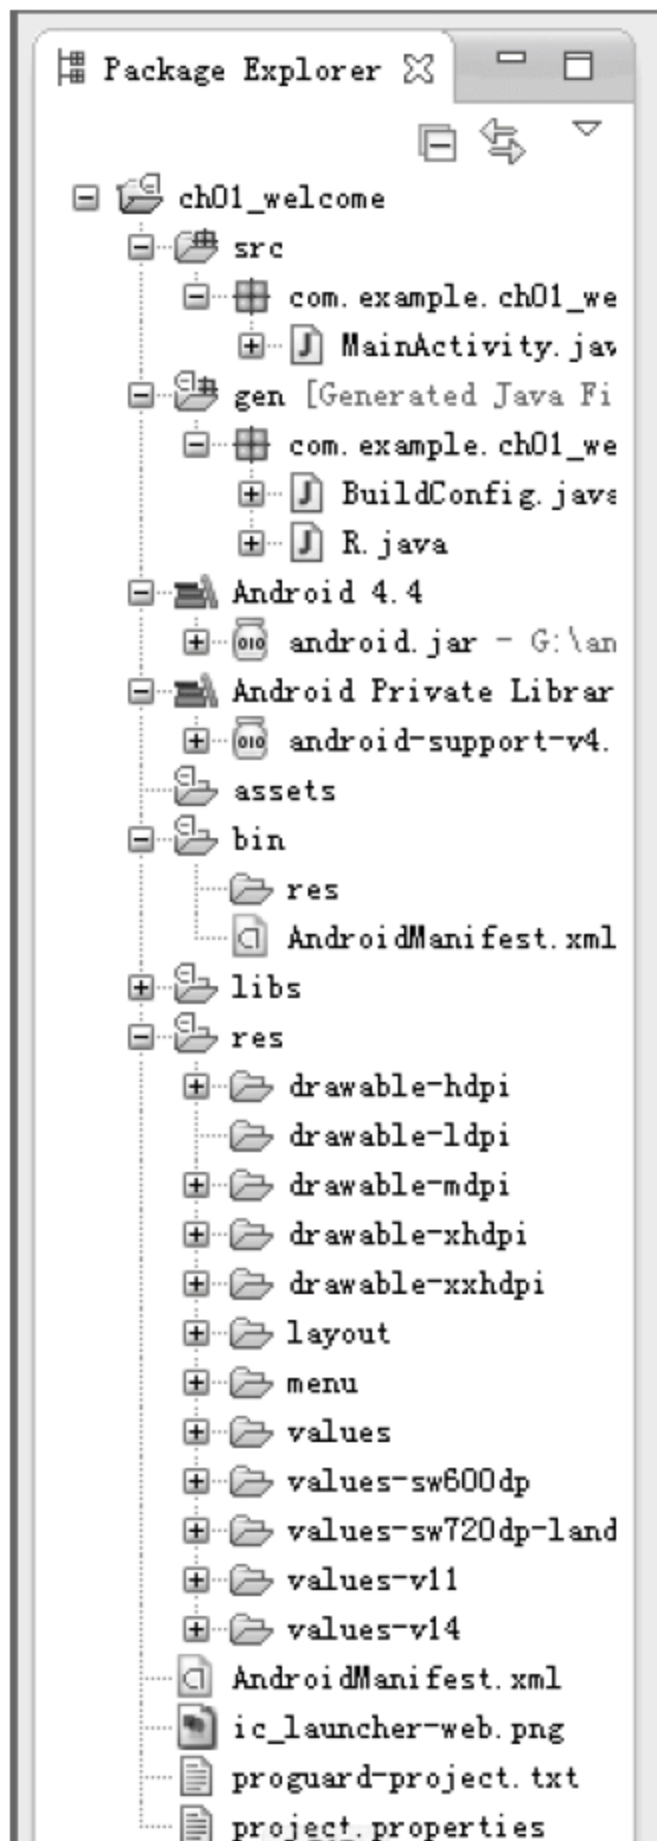 Package Explorer
ch01_welcome
src
com.example.ch01_we
MainActivity.jav
gen [Generated Java Fi
com.example.ch01_we
BuildConfig.java
R.java
Android 4.4
android.jar - G:\an
Android Private Librar
android-support-v4.
assets
bin
res
AndroidManifest.xml
libs
res
drawable-hdpi
drawable-ldpi
drawable-mdpi
drawable-xhdpi
drawable-xxhdpi
layout
menu
values
values-sw600dp
values-sw720dp-land
values-v11
values-v14
AndroidManifest.xml
ic_launcher-web.png
proguard-project.txt
project.properties